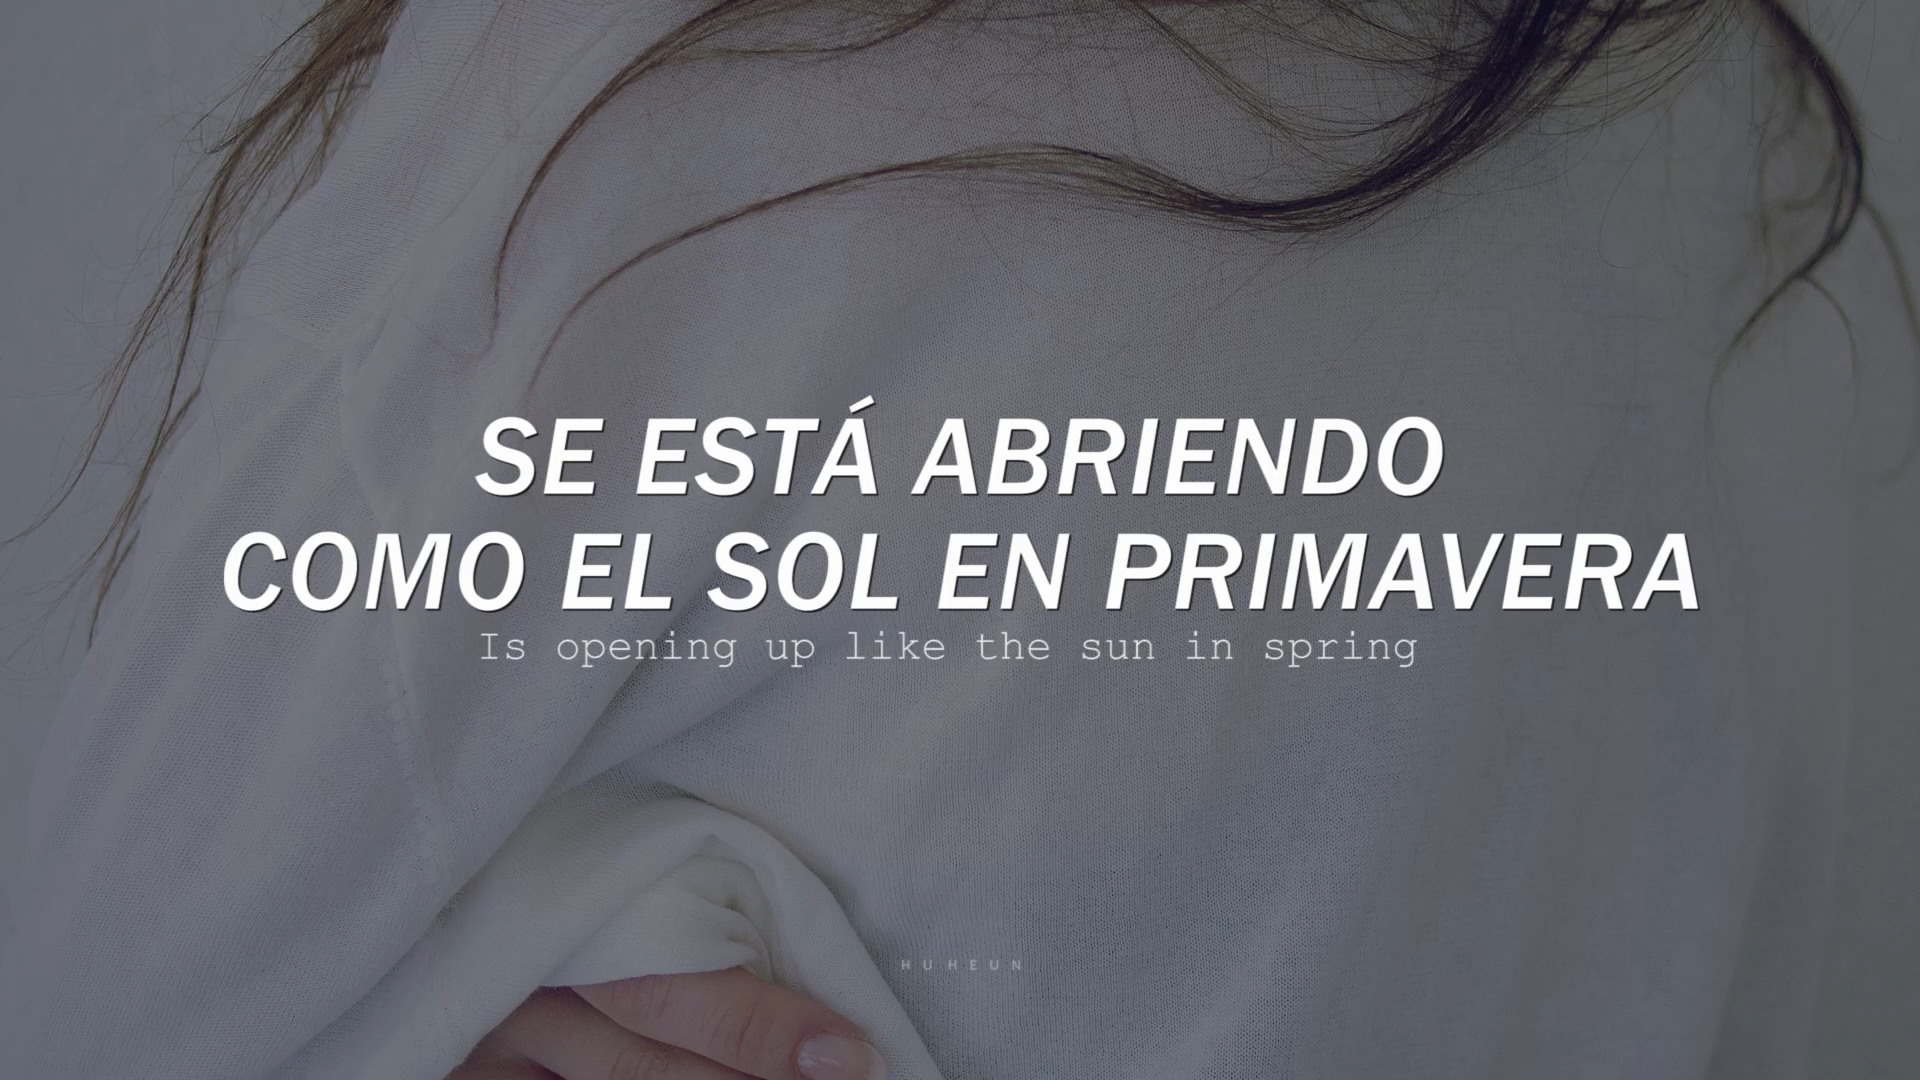 SE ESTÁ ABRIENDO
COMO EL SOL EN PRIMAVERA
Is opening up like the sun in spring
HUHEUN